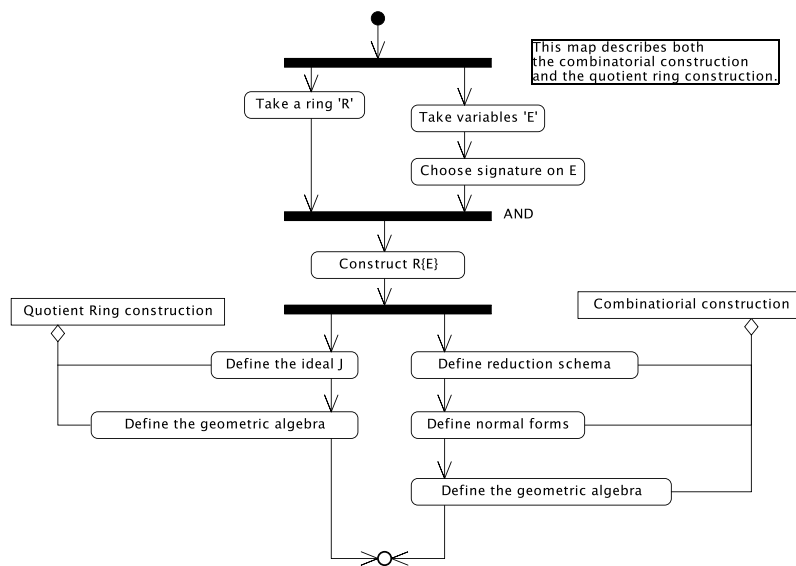 This map describes both
the combinatorial construction
and the quotient ring construction.
Take a ring 'R'
Take variables 'E'
Choose signature on E
AND
Construct R{E}
Quotient Ring construction
Combinatiorial construction
Define the ideal J
Define reduction schema
Define the geometric algebra
Define normal forms
Define the geometric algebra